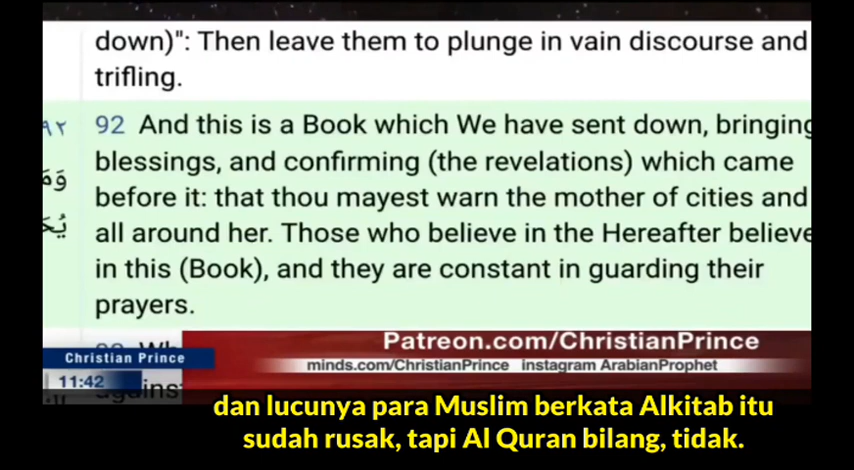 down)": Then leave them to plunge in vain discourse and
trifling.
92 And this is a Book which We have sent down, bringing
blessings, and confirming (the revelations) which came
before it: that thou mayest warn the mother of cities and
all around her. Those who believe in the Hereafter believe
in this (Book), and they are constant in guarding their
prayers.
Patreon.com/ChristianPrince
Christian Prince
minds.com/ChristianPrince instagram ArabianProphet
11:42
dan lucunya para Muslim berkata Alkitab itu
sudah rusak, tapi Al Quran bilang, tidak.